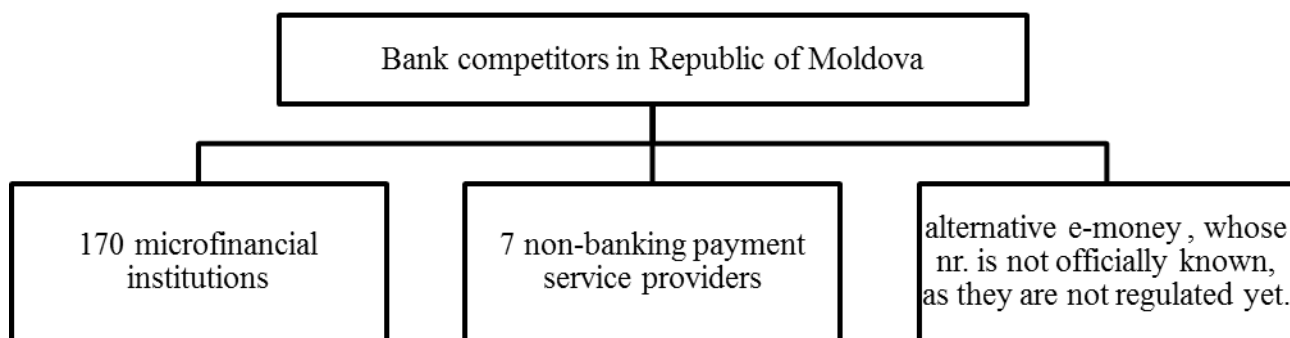 Bank competitors in Republic of Moldova
170 microfinancial
institutions
7 non-banking payment
service providers
alternative e-money , whose
nr. is not officially known,
as they are not regulated yet.